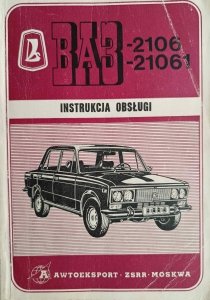 ВАЗ -2106
-21061
INSTRUKCJA OBSŁUGI
AWTOEKSPORT · ZSRR · MOSKWA